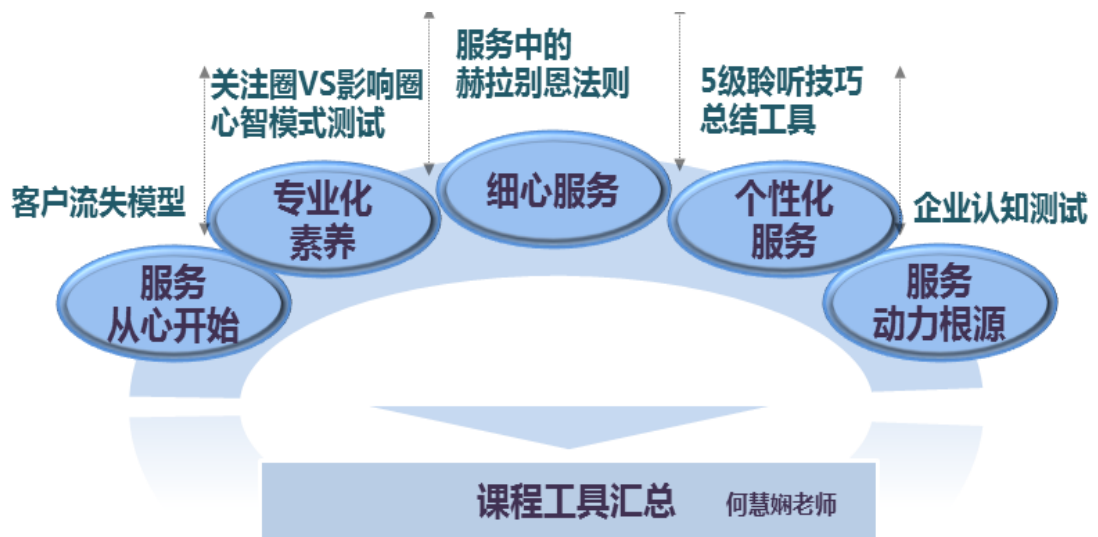 客户流失模型
关注圈VS影响圈
心智模式测试
服务中的
赫拉别恩法则
5级聆听技巧
总结工具
企业认知测试
服务
从心开始
专业化
素养
细心服务
个性化
服务
服务
动力根源
课程工具汇总
何慧娴老师